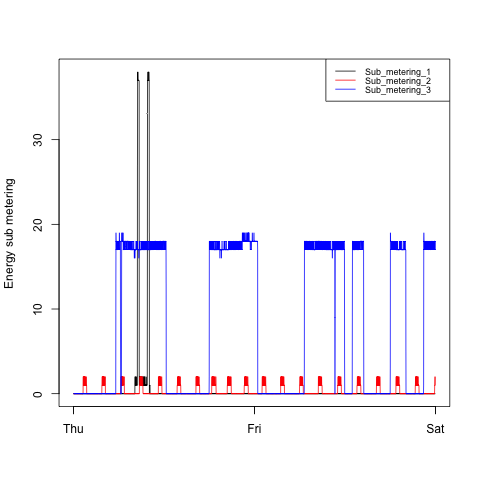 Sub_metering_1
Sub_metering_2
Sub_metering_3
Energy sub metering
30
20
10
0
Thu Fri Sat